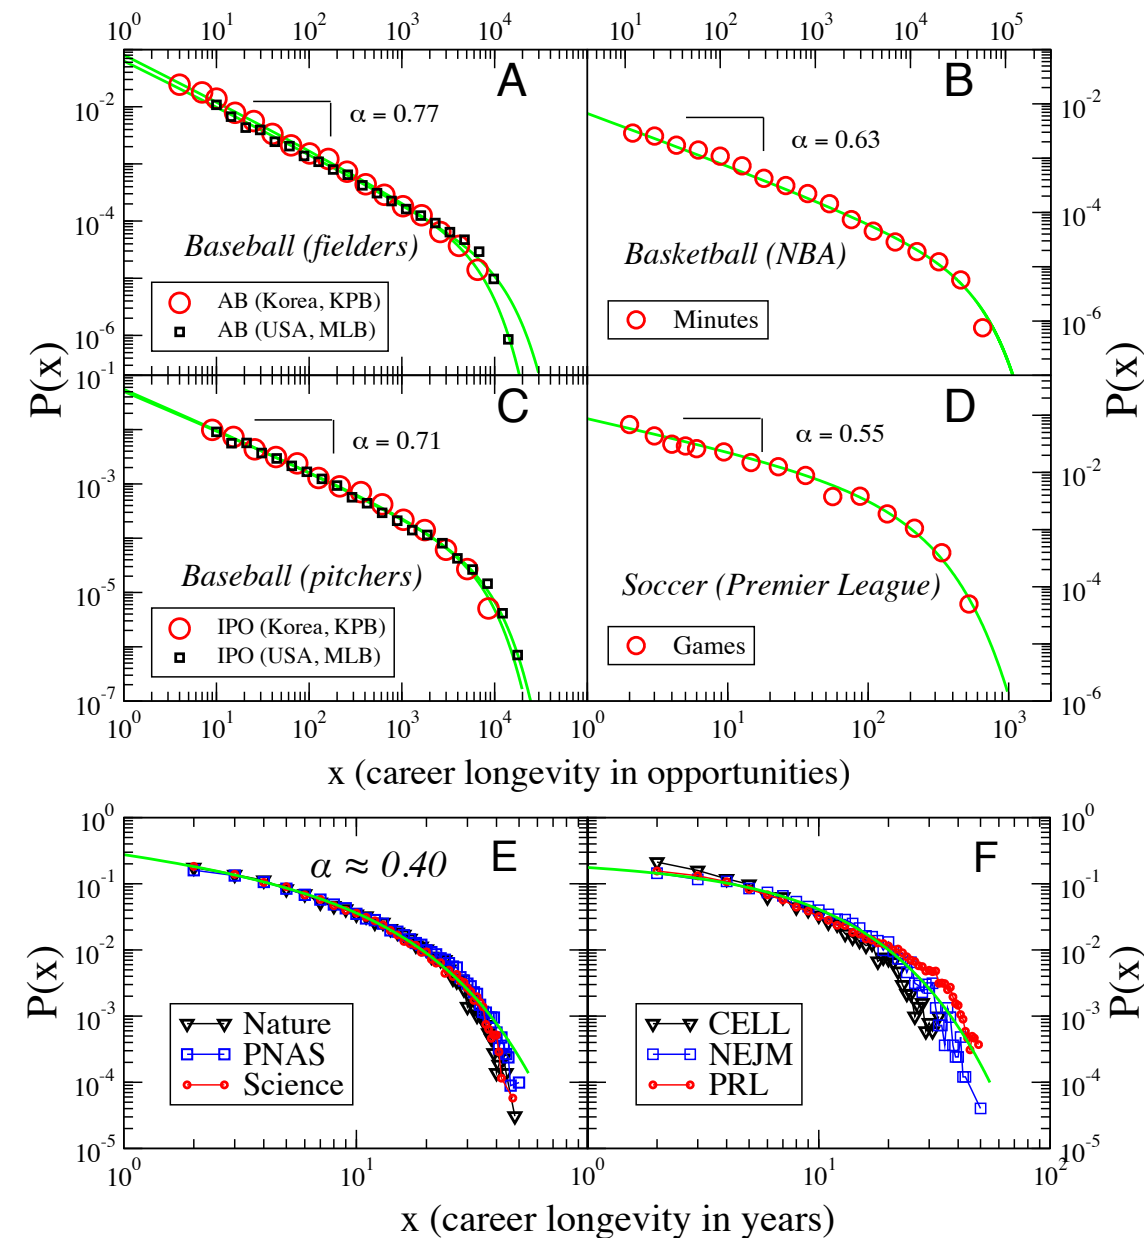 10^0 10^1 10^2 10^3 10^4 10^1 10^2 10^3 10^4 10^5
A B
10^-2 α = 0.77 10^-2
α = 0.63
10^-4 10^-4
Baseball (fielders) Basketball (NBA)
AB (Korea, KPB) Minutes
AB (USA, MLB)
10^-6 10^-6
P(x) P(x)
10^-1
C D
α = 0.71 α = 0.55
10^-3 10^-2
Baseball (pitchers) Soccer (Premier League)
10^-5 10^-4
IPO (Korea, KPB) Games
IPO (USA, MLB)
10^-7 10^-6
10^0 10^1 10^2 10^3 10^4 10^0 10^1 10^2 10^3
x (career longevity in opportunities)
10^0 10^0
E F
α ≈ 0.40
10^-1 10^-1
10^-2 10^-2
P(x) P(x)
10^-3 10^-3
Nature CELL
PNAS NEJM
Science PRL
10^-4 10^-4
10^-5 10^-5
10^0 10^1 10^0 10^1 10^2
x (career longevity in years)